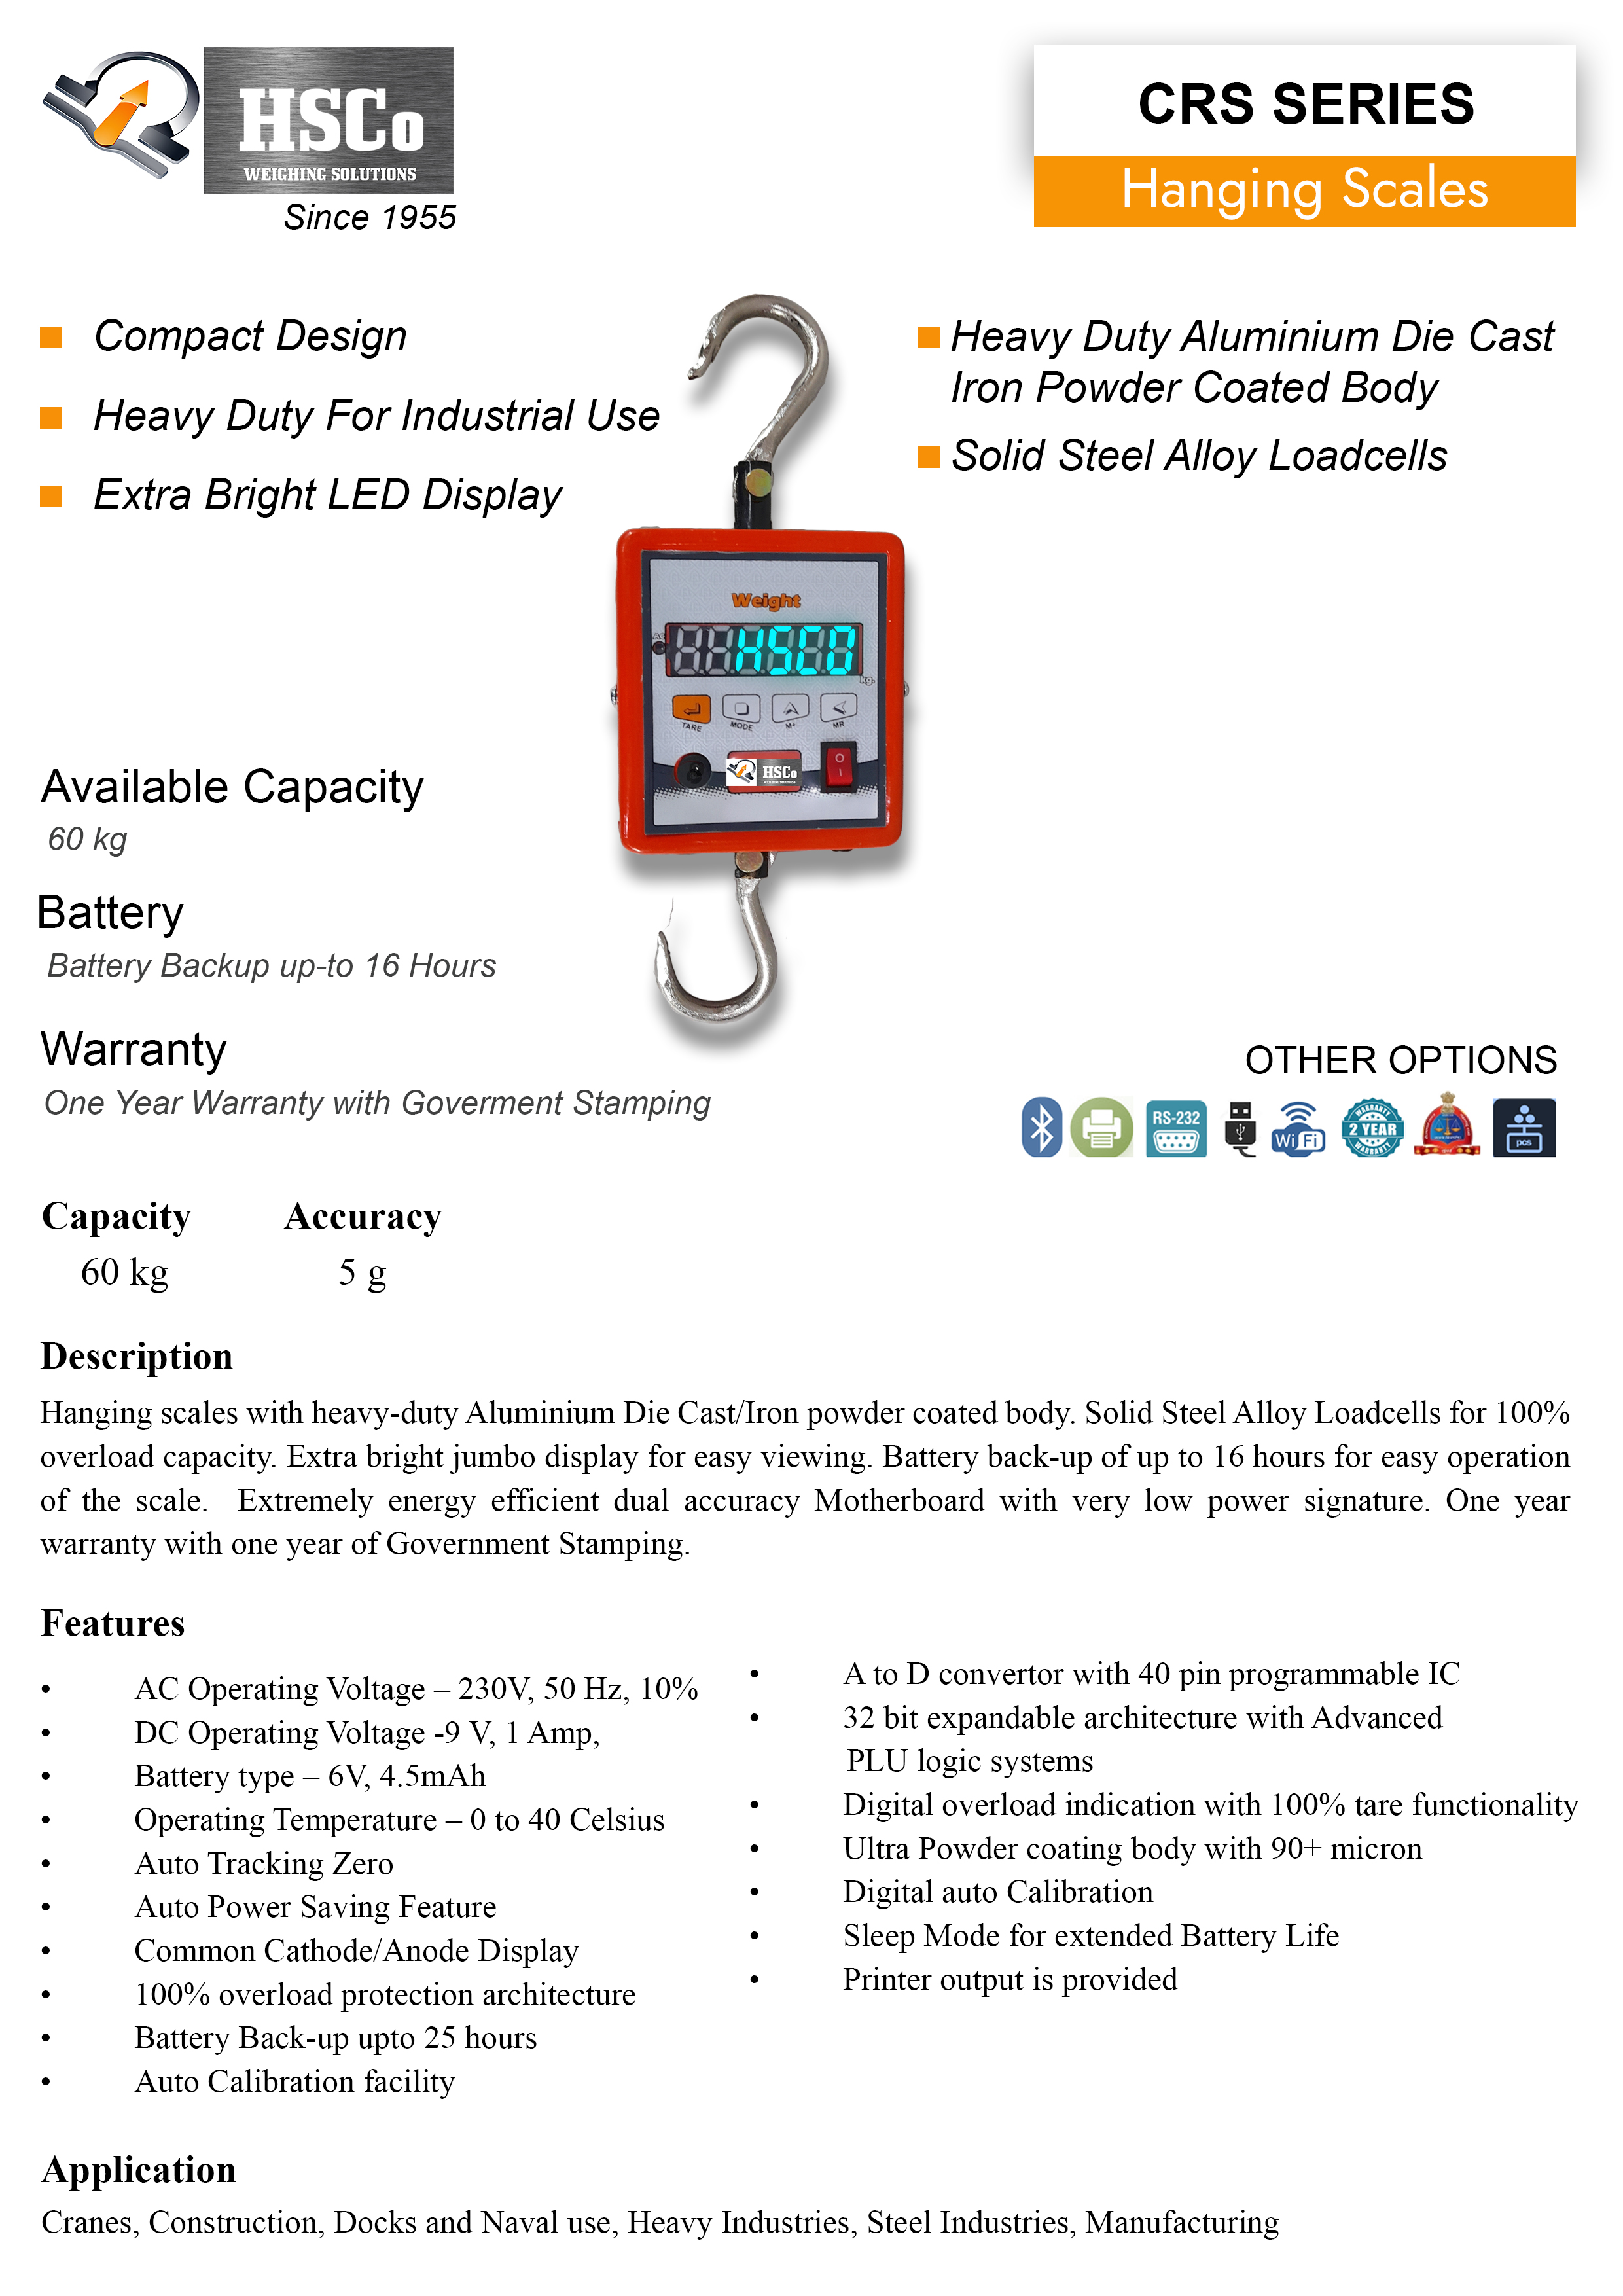 HSCo
WEIGHING SOLUTIONS
Since 1955
CRS SERIES
Hanging Scales
Compact Design
Heavy Duty For Industrial Use
Extra Bright LED Display
Heavy Duty Aluminium Die Cast
Iron Powder Coated Body
Solid Steel Alloy Loadcells
Weight
AC
HSCO
kg.
TARE
MODE
M+
MR
HSCo
WEIGHING SOLUTIONS
Available Capacity
60 kg
Battery
Battery Backup up-to 16 Hours
Warranty
One Year Warranty with Goverment Stamping
OTHER OPTIONS
RS-232
WiFi
WARRANTY
2 YEAR
WARRANTY
pcs
Capacity Accuracy
60 kg 5 g
Description
Hanging scales with heavy-duty Aluminium Die Cast/Iron powder coated body. Solid Steel Alloy Loadcells for 100%
overload capacity. Extra bright jumbo display for easy viewing. Battery back-up of up to 16 hours for easy operation
of the scale. Extremely energy efficient dual accuracy Motherboard with very low power signature. One year
warranty with one year of Government Stamping.
Features
• AC Operating Voltage – 230V, 50 Hz, 10%
• DC Operating Voltage -9 V, 1 Amp,
• Battery type – 6V, 4.5mAh
• Operating Temperature – 0 to 40 Celsius
• Auto Tracking Zero
• Auto Power Saving Feature
• Common Cathode/Anode Display
• 100% overload protection architecture
• Battery Back-up upto 25 hours
• Auto Calibration facility
• A to D convertor with 40 pin programmable IC
• 32 bit expandable architecture with Advanced
PLU logic systems
• Digital overload indication with 100% tare functionality
• Ultra Powder coating body with 90+ micron
• Digital auto Calibration
• Sleep Mode for extended Battery Life
• Printer output is provided
Application
Cranes, Construction, Docks and Naval use, Heavy Industries, Steel Industries, Manufacturing